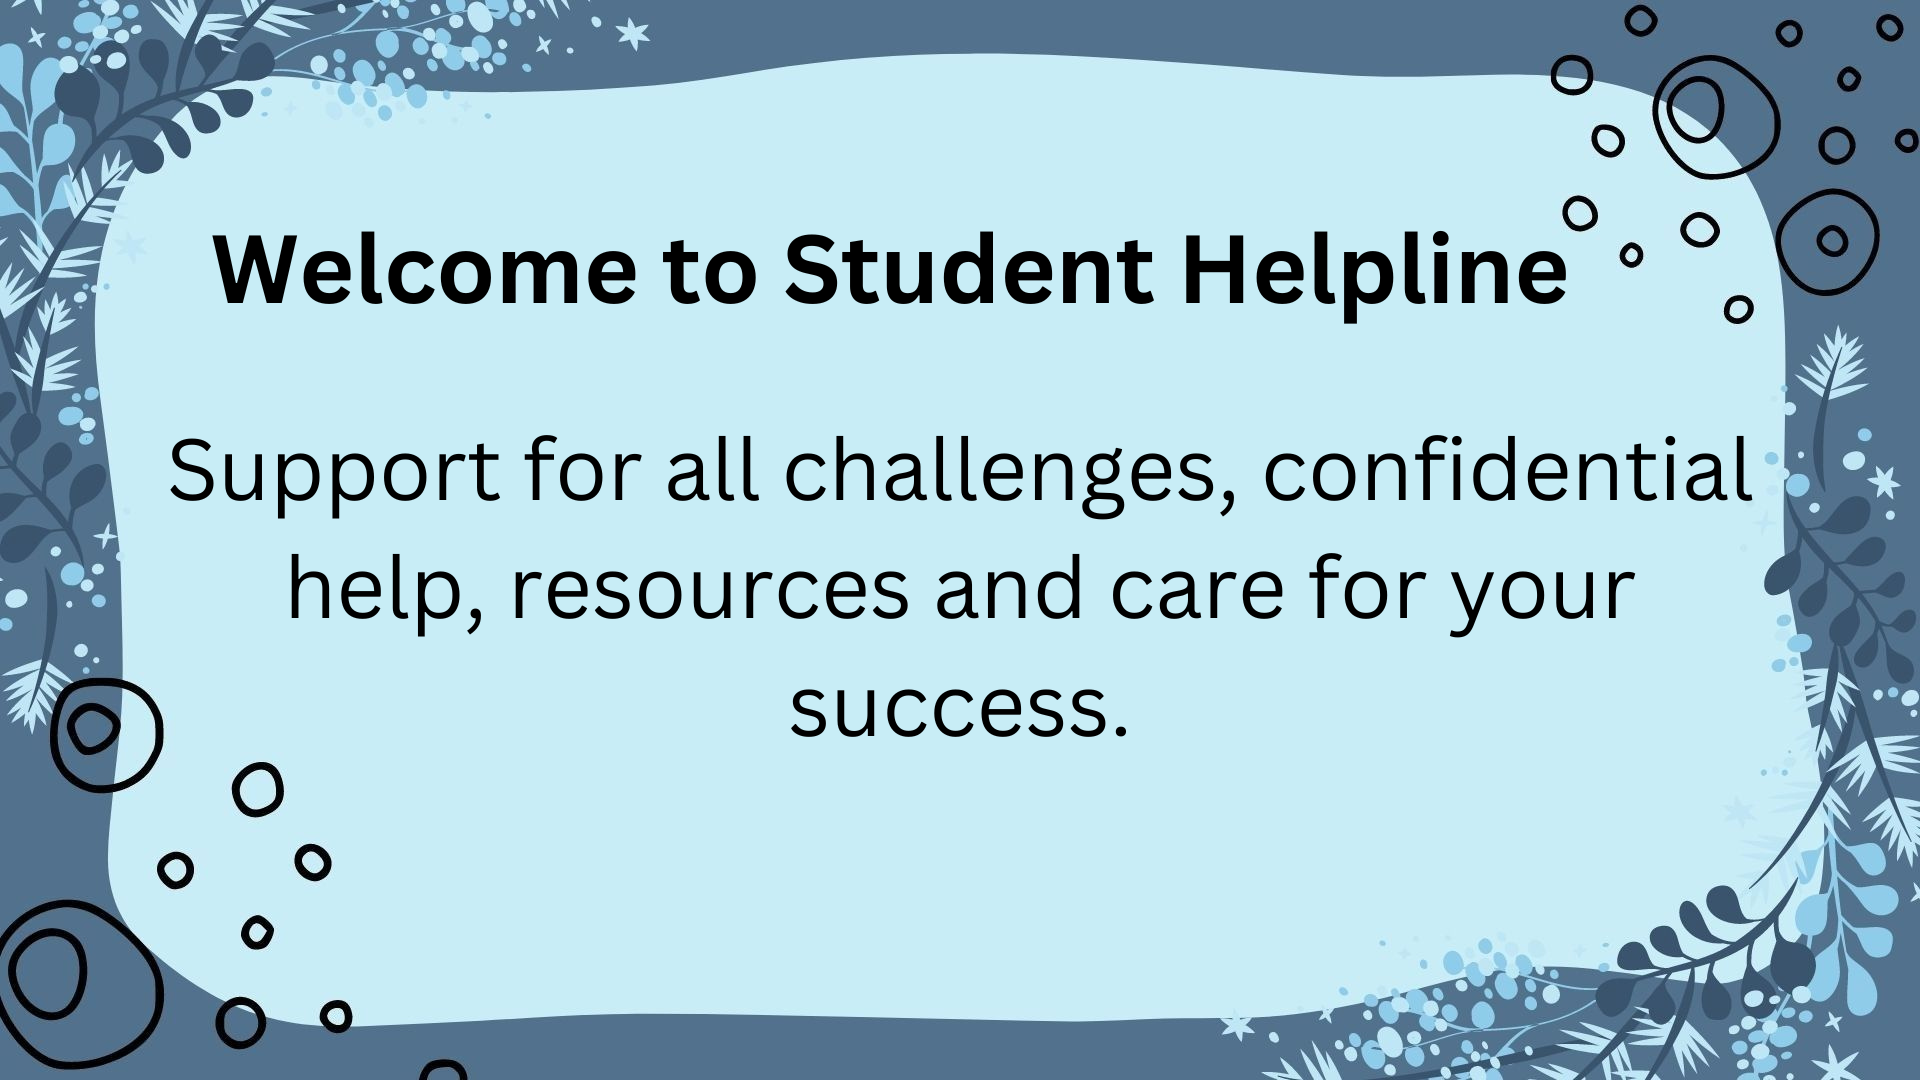 Welcome to Student Helpline
Support for all challenges, confidential
help, resources and care for your
success.